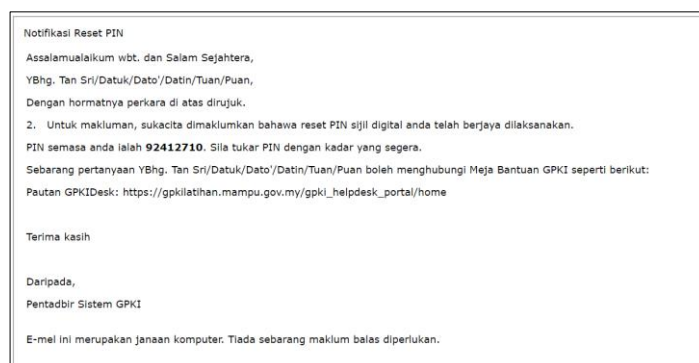 Notifikasi Reset PIN
Assalamualaikum wbt. dan Salam Sejahtera,
YBhg. Tan Sri/Datuk/Dato'/Datin/Tuan/Puan,
Dengan hormatnya perkara di atas dirujuk.
2. Untuk makluman, sukacita dimaklumkan bahawa reset PIN sijil digital anda telah berjaya dilaksanakan.
PIN semasa anda ialah 92412710. Sila tukar PIN dengan kadar yang segera.
Sebarang pertanyaan YBhg. Tan Sri/Datuk/Dato'/Datin/Tuan/Puan boleh menghubungi Meja Bantuan GPKI seperti berikut:
Pautan GPKIDesk: https://gpkilatihan.mampu.gov.my/gpki_helpdesk_portal/home
Terima kasih
Daripada,
Pentadbir Sistem GPKI
E-mel ini merupakan janaan komputer. Tiada sebarang maklum balas diperlukan.